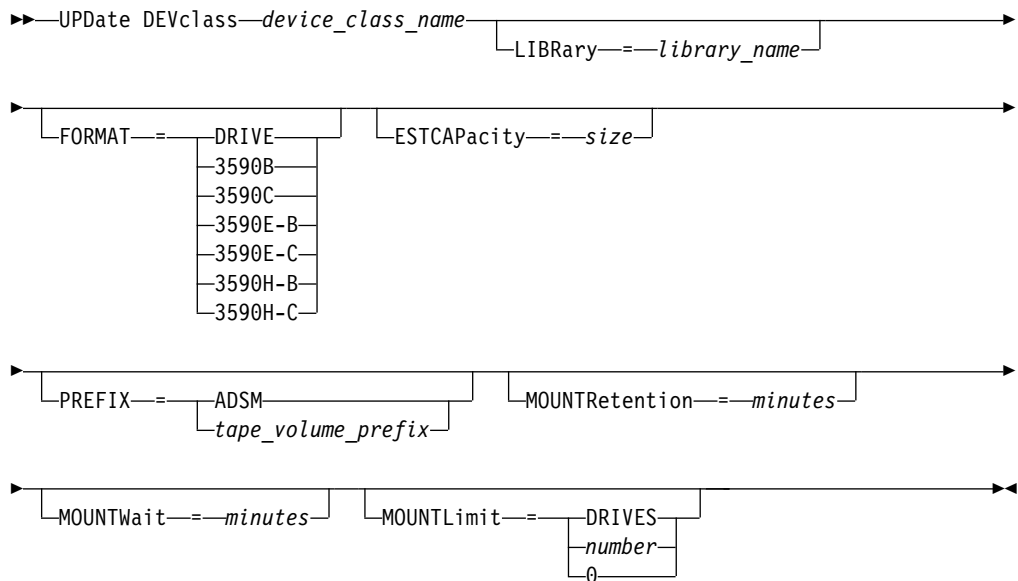 UPDate DEVclass device_class_name
LIBRary = library_name
FORMAT = DRIVE
3590B
3590C
3590E-B
3590E-C
3590H-B
3590H-C
ESTCAPacity = size
PREFIX = ADSM
tape_volume_prefix
MOUNTRetention = minutes
MOUNTWait = minutes
MOUNTLimit = DRIVES
number
0